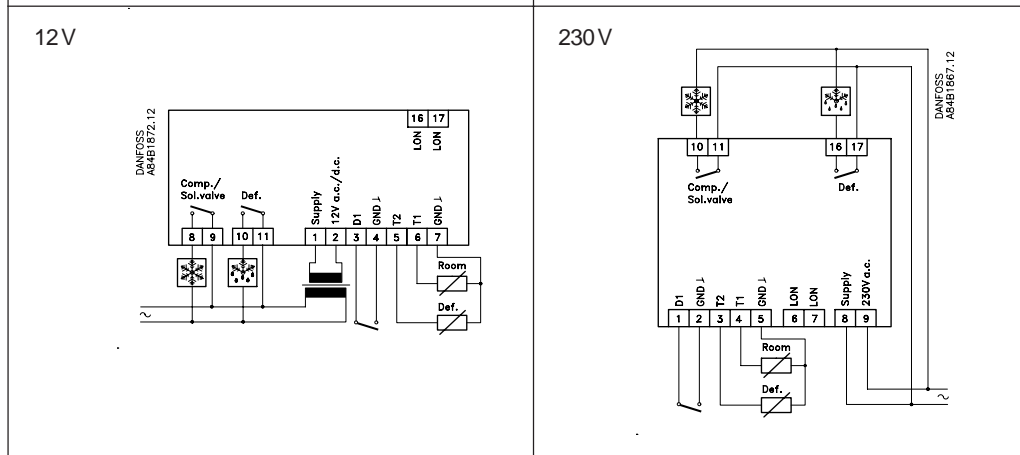 12V
DANFOSS
A84B1872.12
16 17
LON LON
Comp./
Sol.valve
Def.
Supply
12V a.c./d.c.
D1
GND ⊥
T2
T1
GND ⊥
8 9 10 11 1 2 3 4 5 6 7
Room
Def.
~
230V
DANFOSS
A84B1867.12
10 11 16 17
Comp./
Sol.valve
Def.
D1
GND ⊥
T2
T1
GND ⊥
LON
LON
Supply
230V a.c.
1 2 3 4 5 6 7 8 9
Room
Def.
~